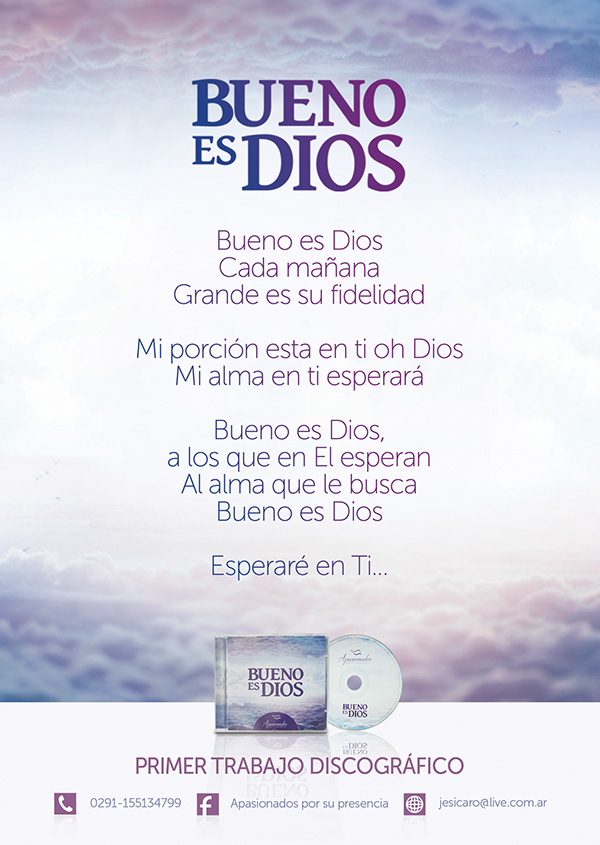 BUENO
ES DIOS
Bueno es Dios
Cada mañana
Grande es su fidelidad
Mi porción esta en ti oh Dios
Mi alma en ti esperará
Bueno es Dios,
a los que en El esperan
Al alma que le busca
Bueno es Dios
Esperaré en Ti...
BUENO
ES DIOS
Apasionados
Apasionados
BUENO
ES DIOS
PRIMER TRABAJO DISCOGRÁFICO
0291-155134799
Apasionados por su presencia
jesicaro@live.com.ar